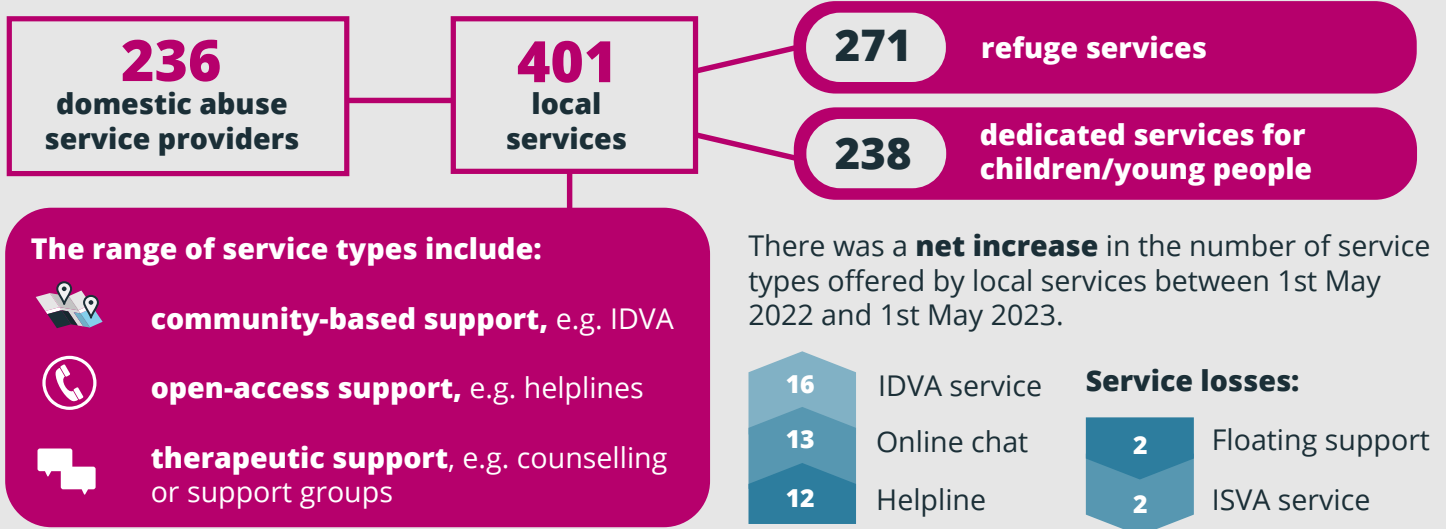 236
domestic abuse
service providers
401
local
services
271
refuge services
238
dedicated services for
children/young people
The range of service types include:
community-based support, e.g. IDVA
open-access support, e.g. helplines
therapeutic support, e.g. counselling
or support groups
There was a net increase in the number of service
types offered by local services between 1st May
2022 and 1st May 2023.
16 IDVA service
13 Online chat
12 Helpline
Service losses:
2 Floating support
2 ISVA service